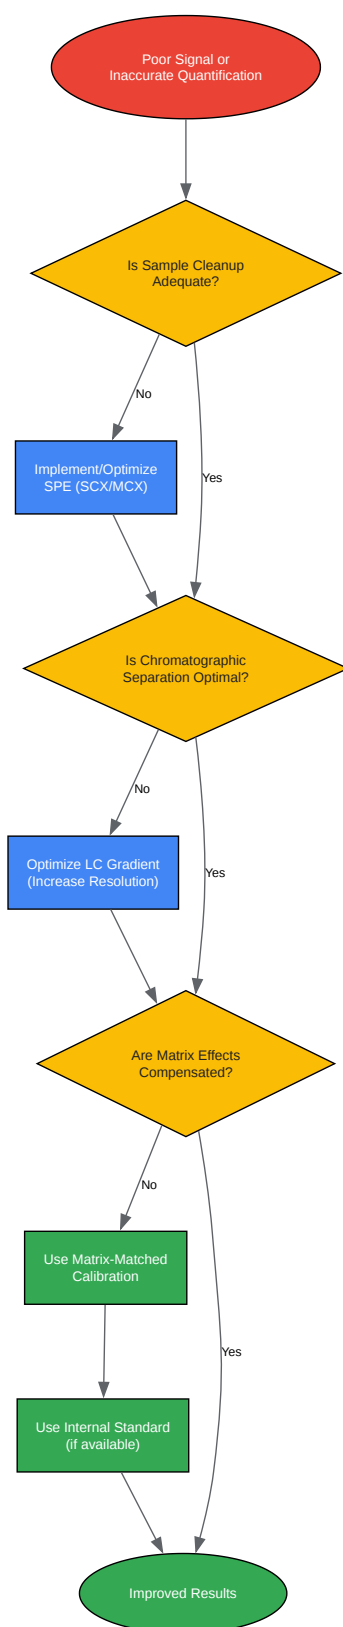 Poor Signal or
Inaccurate Quantification
Is Sample Cleanup
Adequate?
No
Implement/Optimize
SPE (SCX/MCX)
Yes
Is Chromatographic
Separation Optimal?
No
Optimize LC Gradient
(Increase Resolution)
Yes
Are Matrix Effects
Compensated?
No
Use Matrix-Matched
Calibration
Yes
Use Internal Standard
(if available)
Improved Results